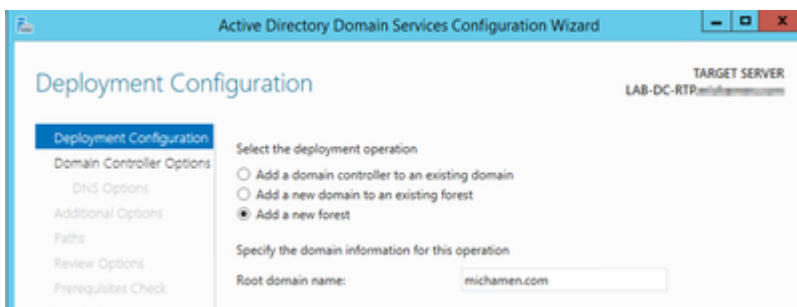 Active Directory Domain Services Configuration Wizard
Deployment Configuration
TARGET SERVER
LAB-DC-RTP
Deployment Configuration
Domain Controller Options
DNS Options
Additional Options
Paths
Review Options
Prerequisites Check
Select the deployment operation
Add a domain controller to an existing domain
Add a new domain to an existing forest
Add a new forest
Specify the domain information for this operation
Root domain name:
michamen.com